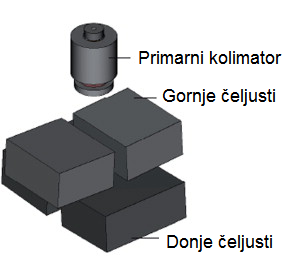 Primarni kolimator
Gornje čeljusti
Donje čeljusti